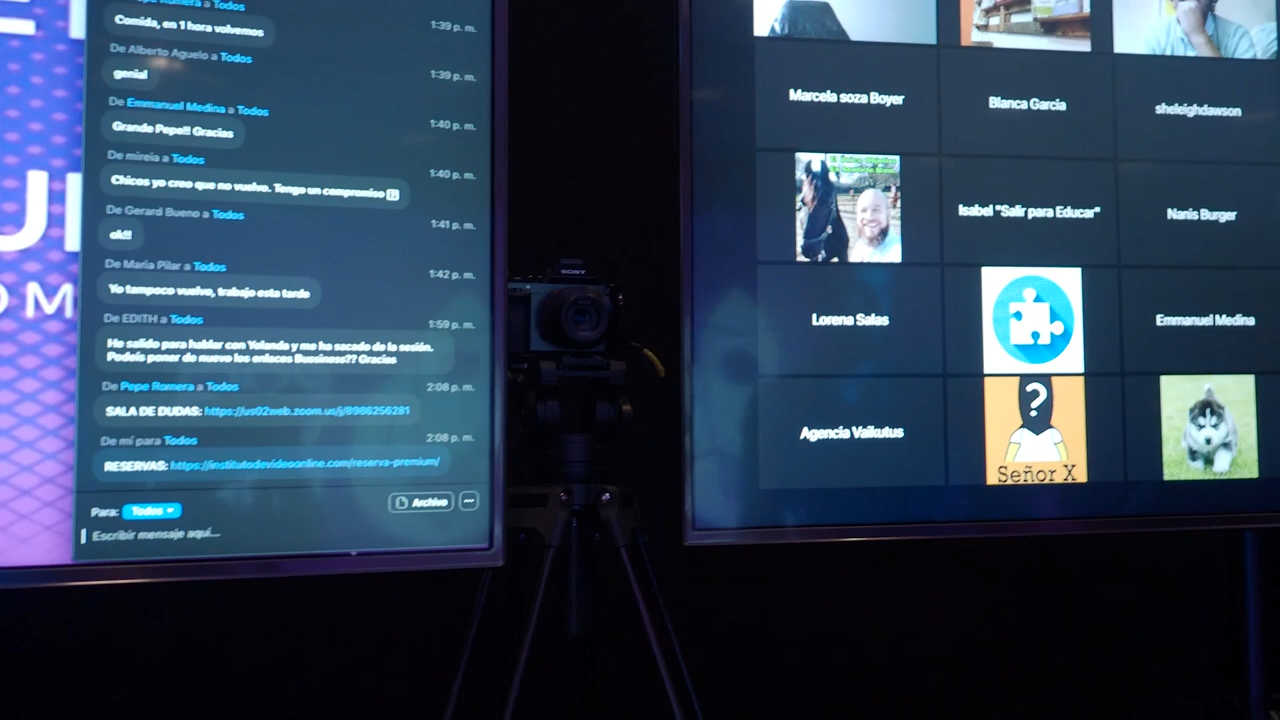 Pepe Romera a Todos
Comida, en 1 hora volvemos
1:39 p. m.
De Alberto Aguelo a Todos
genial
1:39 p. m.
De Emmanuel Medina a Todos
Grande Pepe!! Gracias
1:40 p. m.
De mireia a Todos
Chicos yo creo que no vuelvo. Tengo un compromiso
1:40 p. m.
De Gerard Bueno a Todos
ok!!
1:41 p. m.
De Maria Pilar a Todos
Yo tampoco vuelvo, trabajo esta tarde
1:42 p. m.
De EDITH a Todos
1:59 p. m.
He salido para hablar con Yolanda y me ha sacado de la sesión.
Podeis poner de nuevo los enlaces Bussiness?? Gracias
De Pepe Romera a Todos
2:08 p. m.
SALA DE DUDAS: https://us02web.zoom.us/j/8986256281
De mí para Todos
2:08 p. m.
RESERVAS: https://institutodevideoonline.com/reserva-premium/
Para: Todos
Archivo
Escribir mensaje aquí...
SONY
Marcela soza Boyer
Blanca Garcia
sheleighdawson
Isabel "Salir para Educar"
Nanis Burger
Lorena Salas
Emmanuel Medina
Agencia Vaikutus
?
Señor X